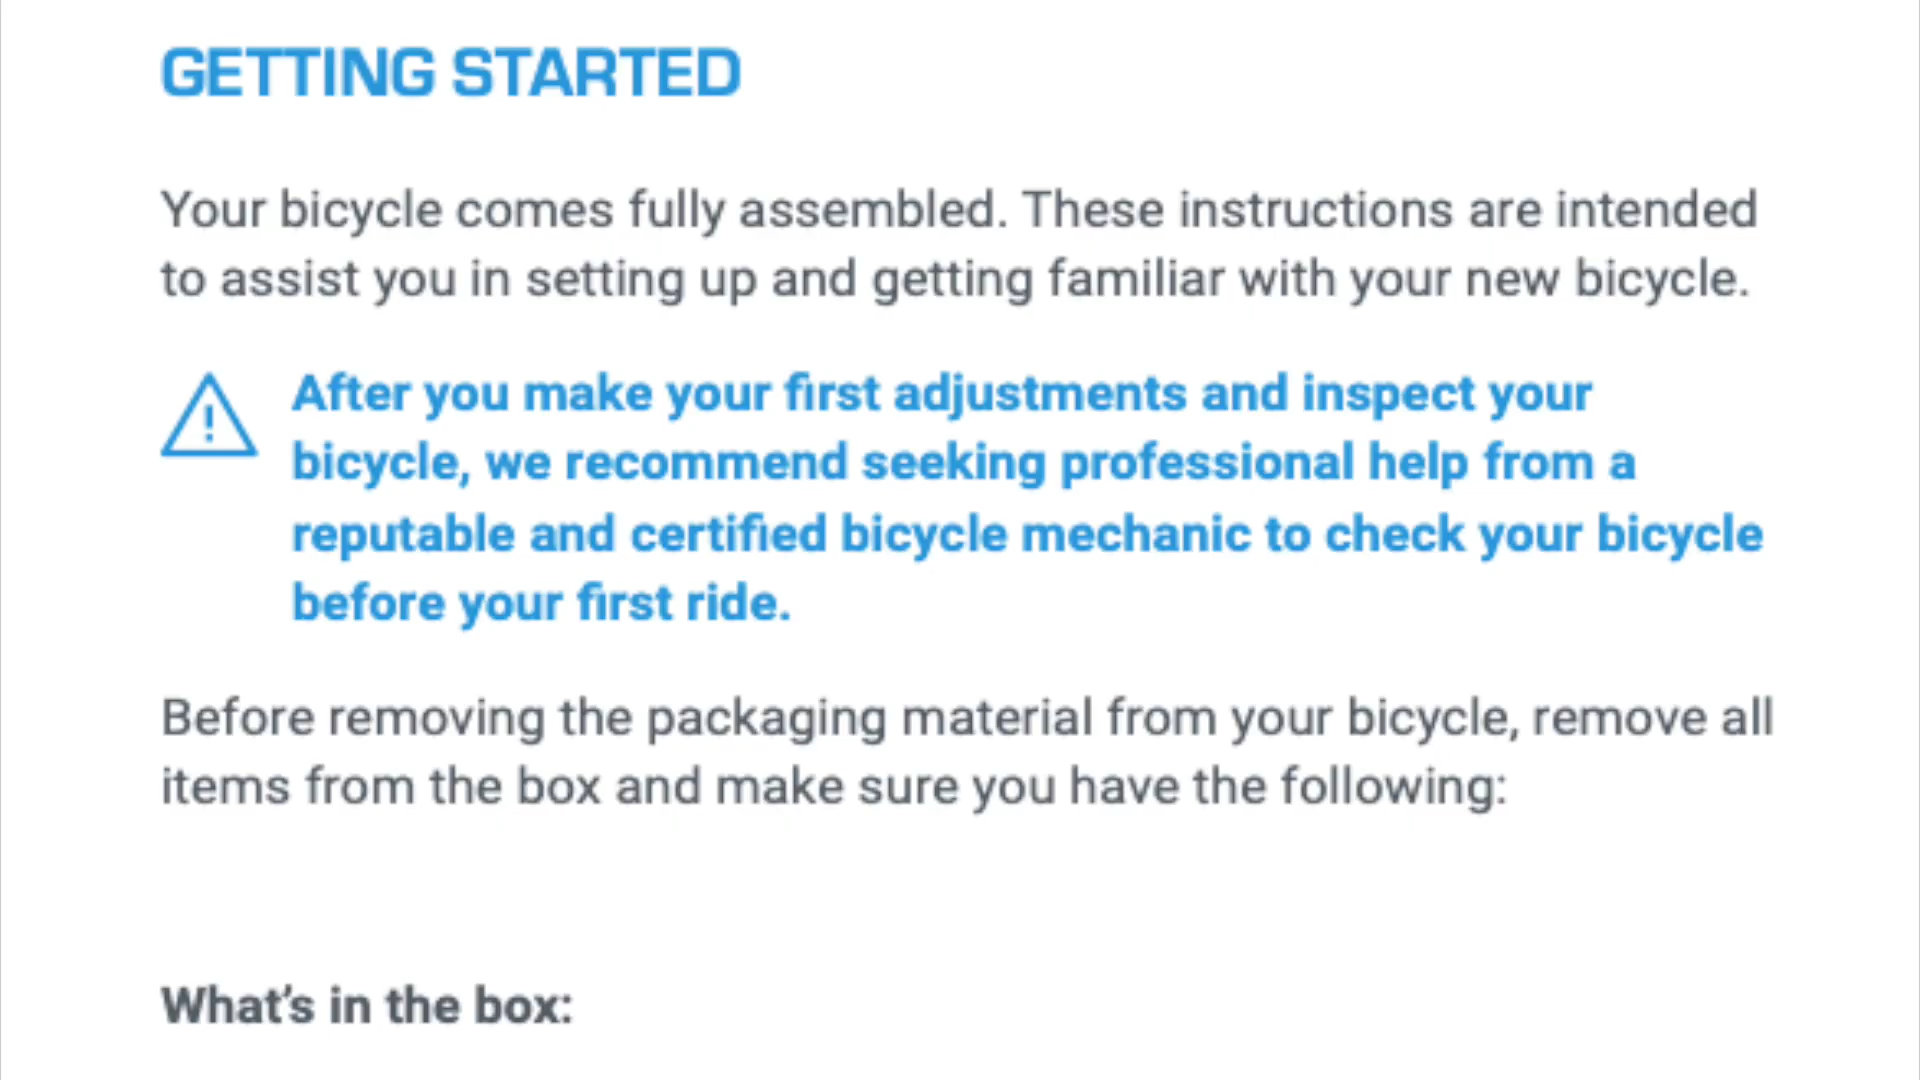 GETTING STARTED
Your bicycle comes fully assembled. These instructions are intended
to assist you in setting up and getting familiar with your new bicycle.
After you make your first adjustments and inspect your
bicycle, we recommend seeking professional help from a
reputable and certified bicycle mechanic to check your bicycle
before your first ride.
Before removing the packaging material from your bicycle, remove all
items from the box and make sure you have the following:
What's in the box: